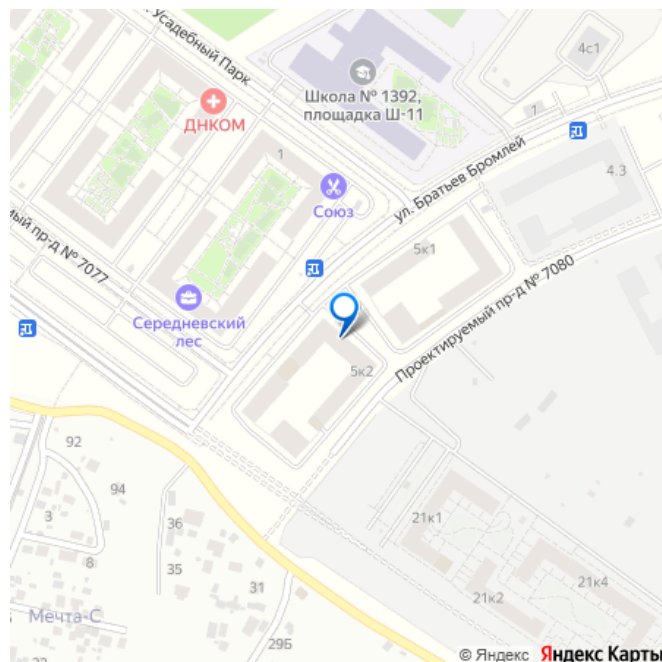 Усадебный Парк
4с1
Школа № 1392,
площадка Ш-11
ДНКОМ
1
1
ул. Братьев Бромлей
4.3
Союз
пр-д № 7077
5к1
Проектируемый пр-д № 7080
Середневский
лес
5к2
92
94
3
36
8
35
31
29Б
21к1
21к4
21к2
Мечта-С
© Яндекс Яндекс Карты